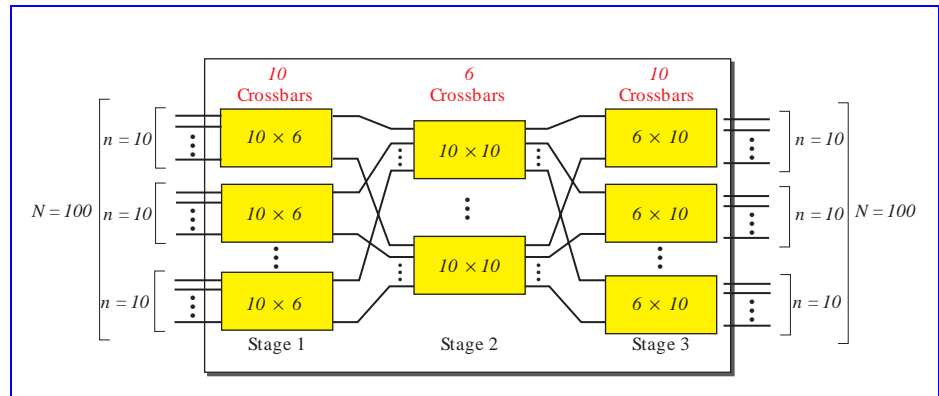 10 6 10
Crossbars Crossbars Crossbars
n = 10 10 × 6 6 × 10 n = 10
10 × 10
N = 100 n = 10 10 × 6 6 × 10 n = 10 N = 100
10 × 10
n = 10 10 × 6 6 × 10 n = 10
Stage 1 Stage 2 Stage 3